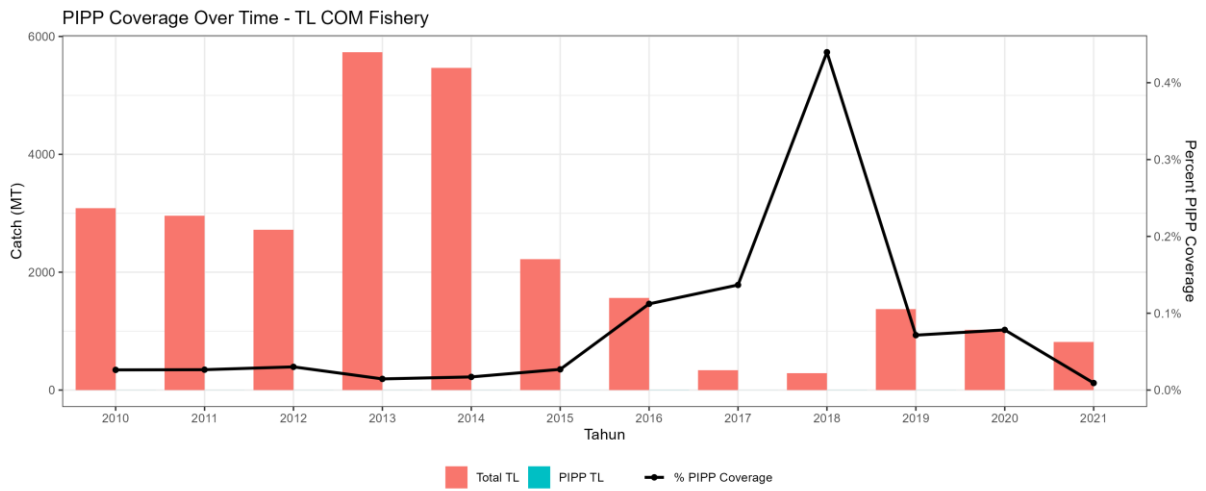 PIPP Coverage Over Time - TL COM Fishery
6000
4000
2000
0
Catch (MT)
0.4%
0.3%
0.2%
0.1%
0.0%
Percent PIPP Coverage
2010 2011 2012 2013 2014 2015 2016 2017 2018 2019 2020 2021
Tahun
Total TL PIPP TL % PIPP Coverage